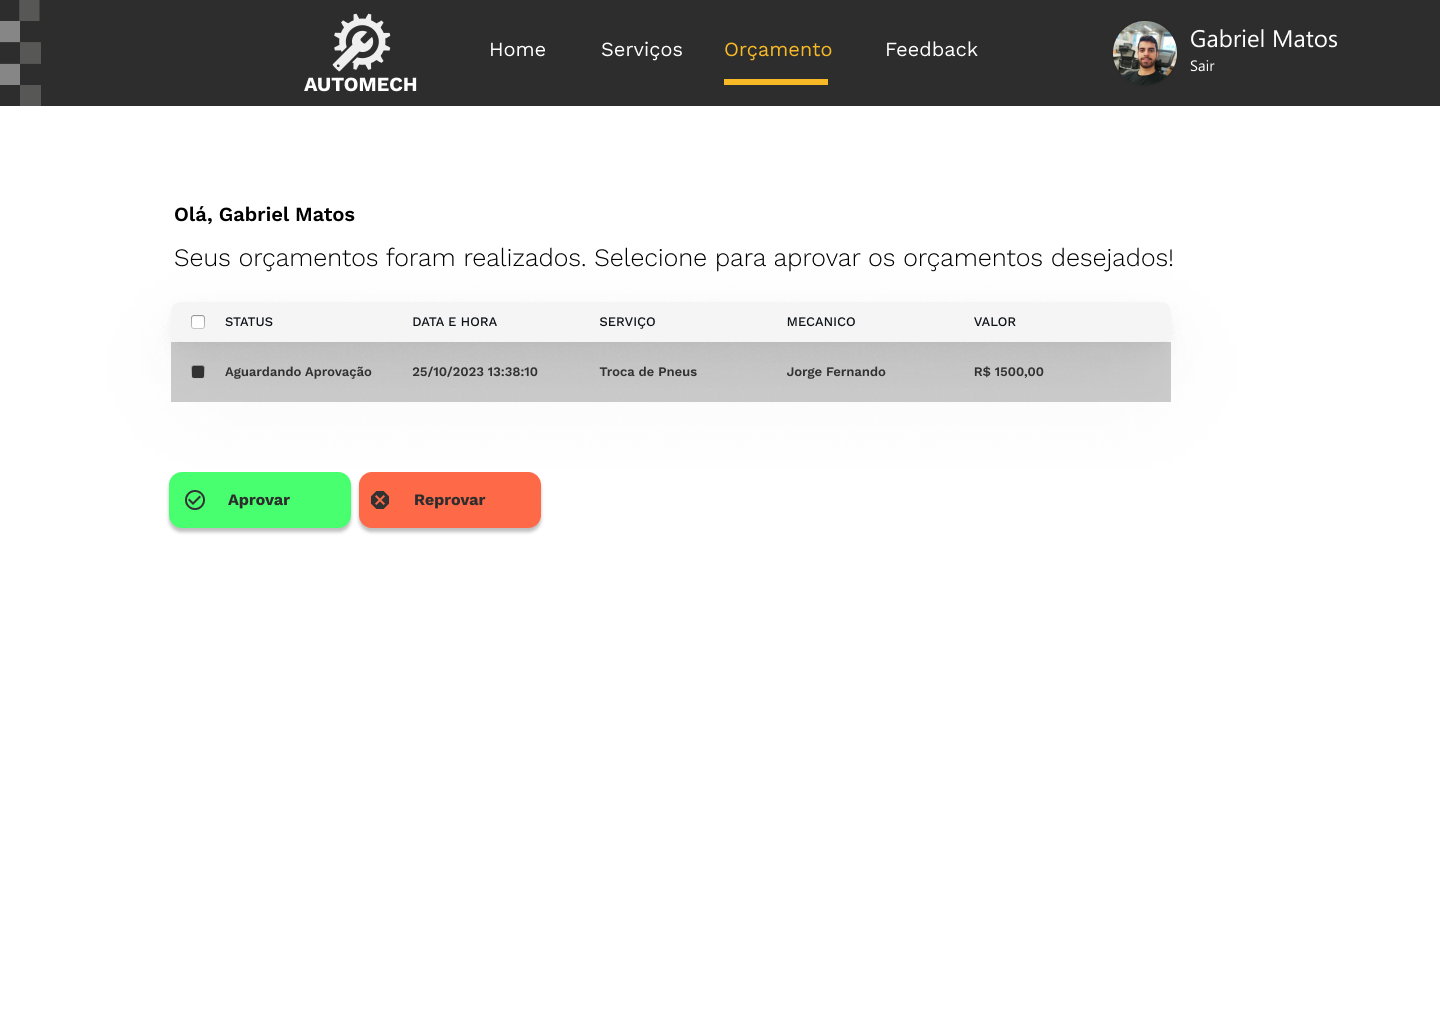 AUTOMECH
Home Serviços Orçamento Feedback
Gabriel Matos
Sair
Olá, Gabriel Matos
Seus orçamentos foram realizados. Selecione para aprovar os orçamentos desejados!
STATUS DATA E HORA SERVIÇO MECANICO VALOR
Aguardando Aprovação 25/10/2023 13:38:10 Troca de Pneus Jorge Fernando R$ 1500,00
Aprovar Reprovar